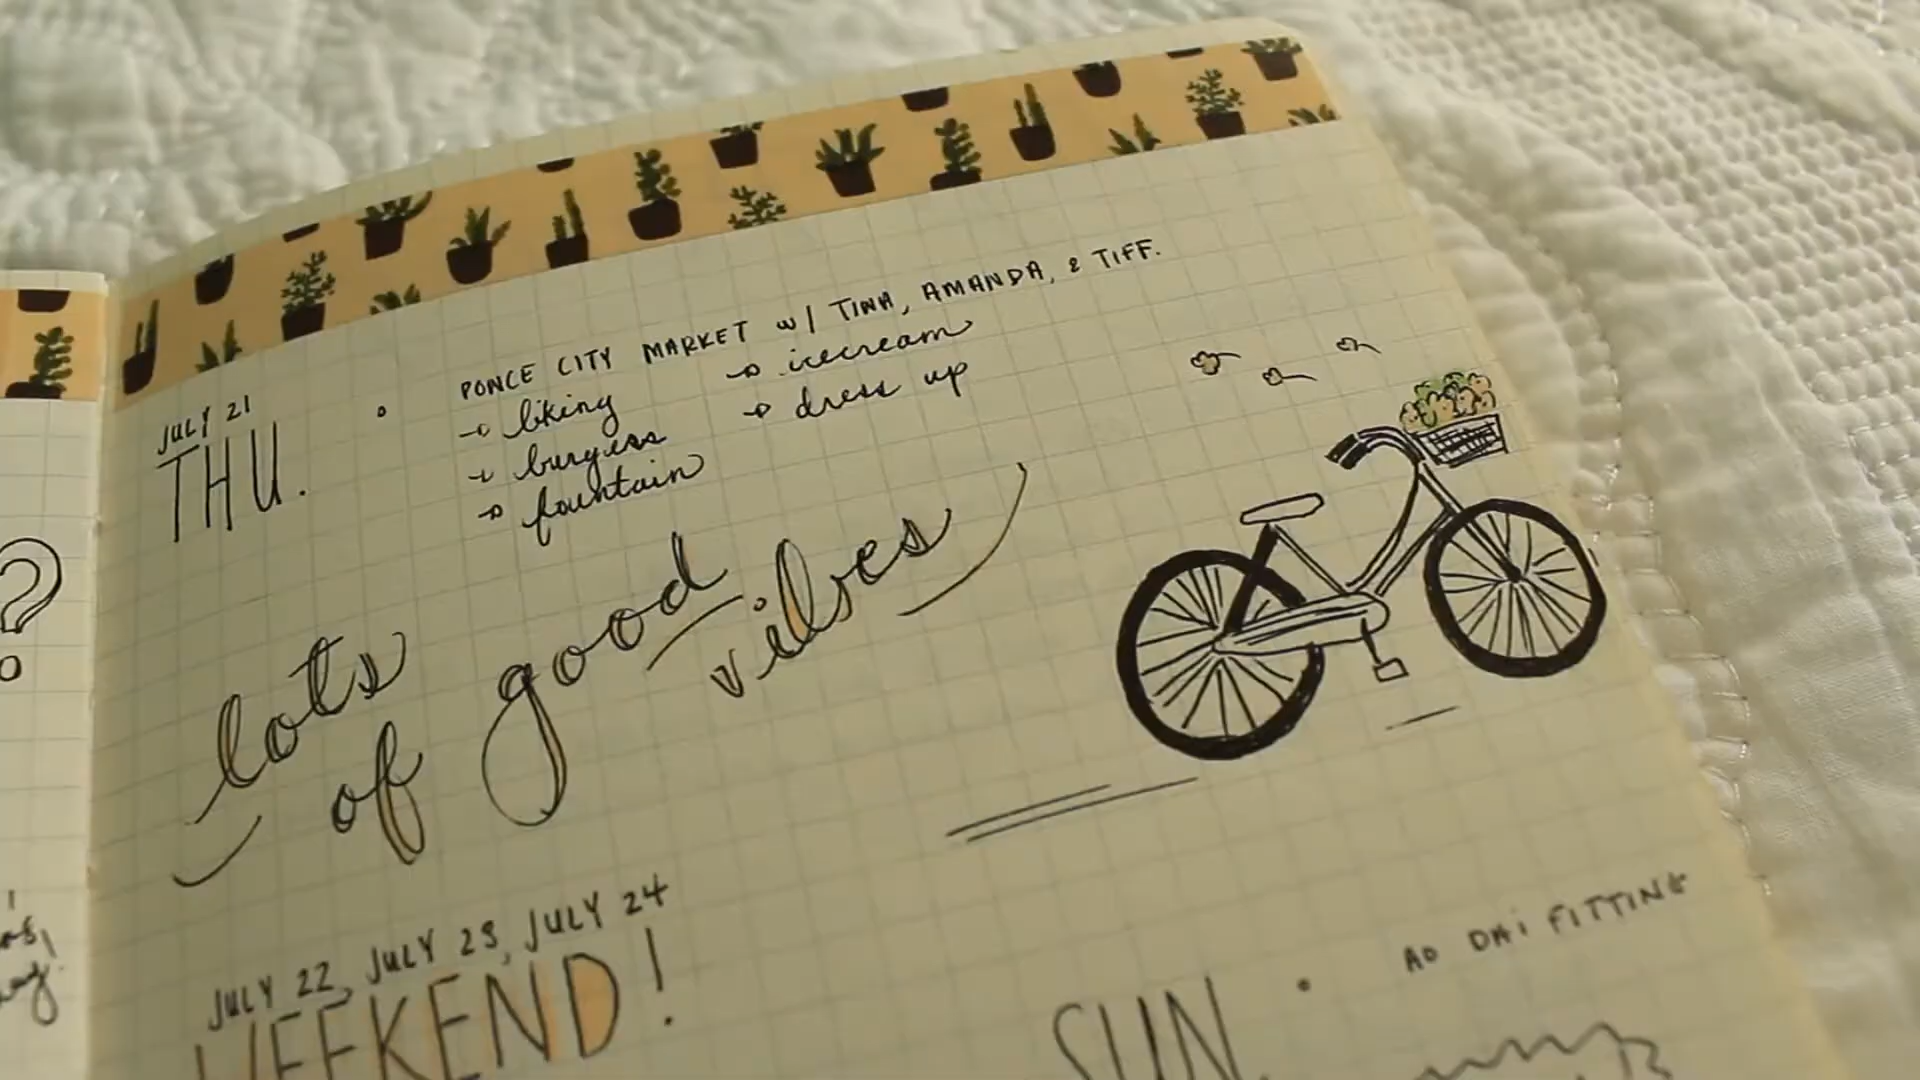 JULY 21
THU.
PONCE CITY MARKET w/ TINA, AMANDA, & TIFF.
biking
burgess
fountain
icecream
dress up
lots
of good
vibes
JULY 22, JULY 23, JULY 24
WEEKEND!
SUN.
AO DAI FITTING
?